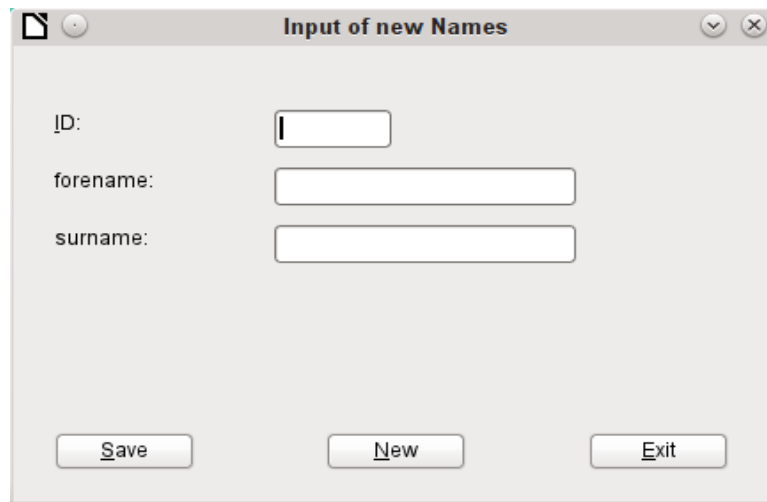 Input of new Names
ID:
forename:
surname:
Save New Exit